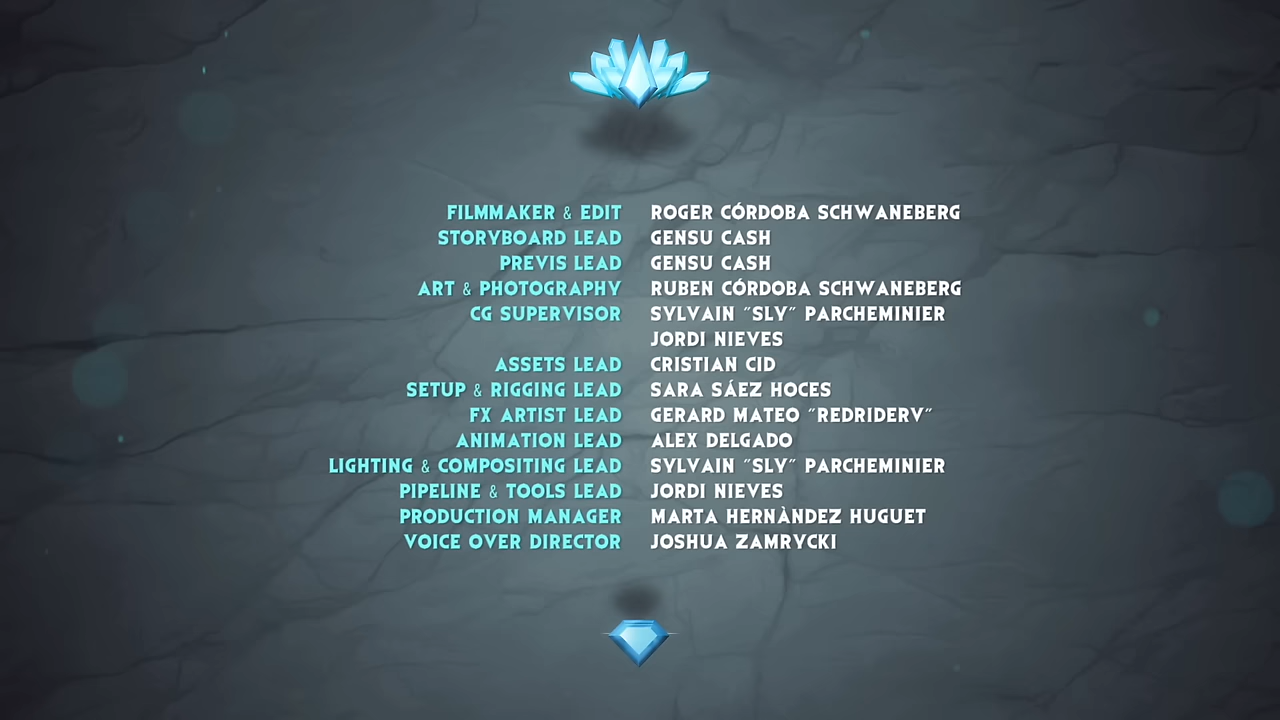 FILMMAKER & EDIT ROGER CÓRDOBA SCHWANEBERG
STORYBOARD LEAD GENSU CASH
PREVIS LEAD GENSU CASH
ART & PHOTOGRAPHY RUBEN CÓRDOBA SCHWANEBERG
CG SUPERVISOR SYLVAIN "SLY" PARCHEMINIER
JORDI NIEVES
ASSETS LEAD CRISTIAN CID
SETUP & RIGGING LEAD SARA SÁEZ HOCES
FX ARTIST LEAD GERARD MATEO "REDRIDERV"
ANIMATION LEAD ALEX DELGADO
LIGHTING & COMPOSITING LEAD SYLVAIN "SLY" PARCHEMINIER
PIPELINE & TOOLS LEAD JORDI NIEVES
PRODUCTION MANAGER MARTA HERNÀNDEZ HUGUET
VOICE OVER DIRECTOR JOSHUA ZAMRYCKI